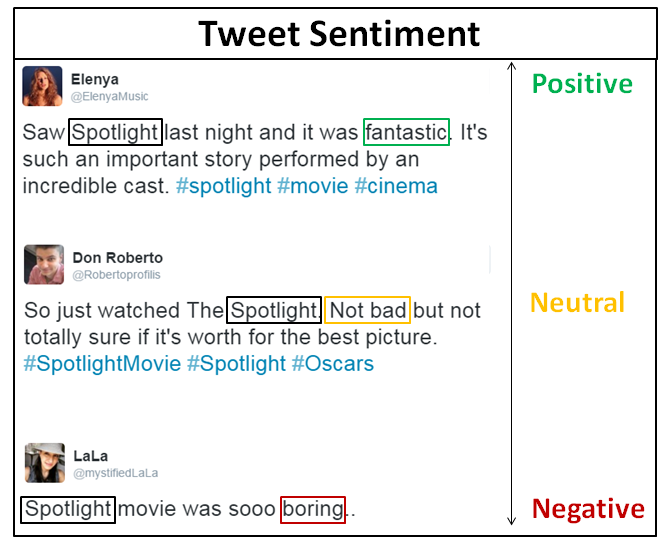 Tweet Sentiment
Elenya
@ElenyaMusic
Positive
Saw Spotlight last night and it was fantastic. It's
such an important story performed by an
incredible cast. #spotlight #movie #cinema
Don Roberto
@Robertoprofilis
So just watched The Spotlight. Not bad but not
Neutral
totally sure if it's worth for the best picture.
#SpotlightMovie #Spotlight #Oscars
LaLa
@mystifiedLaLa
Spotlight movie was sooo boring..
Negative